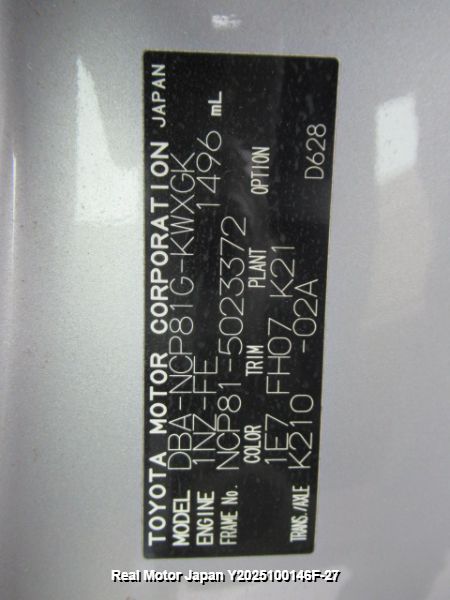 TOYOTA MOTOR CORPORATION JAPAN
MODEL DBA-NCP81G-KWXGK
ENGINE 1NZ-FE 1496 mL
FRAME No. NCP81-5023372
COLOR TRIM PLANT OPTION
1E7 FH07 K21
TRANS./AXLE K210 -02A
D628
Real Motor Japan Y2025100146F-27